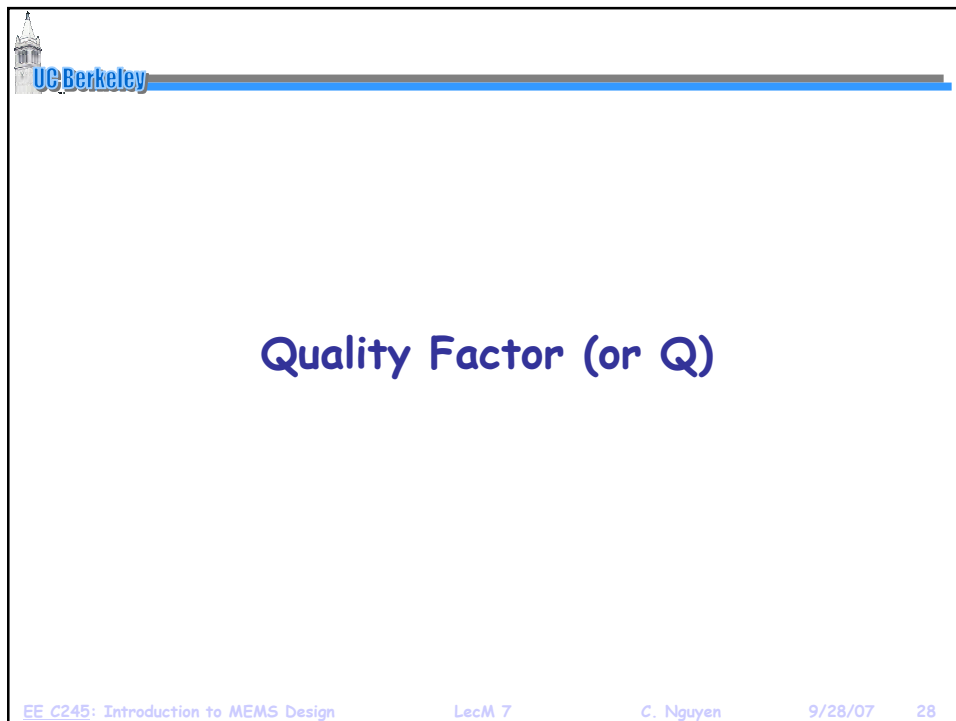 UC Berkeley
Quality Factor (or Q)
EE C245: Introduction to MEMS Design LecM 7 C. Nguyen 9/28/07 28